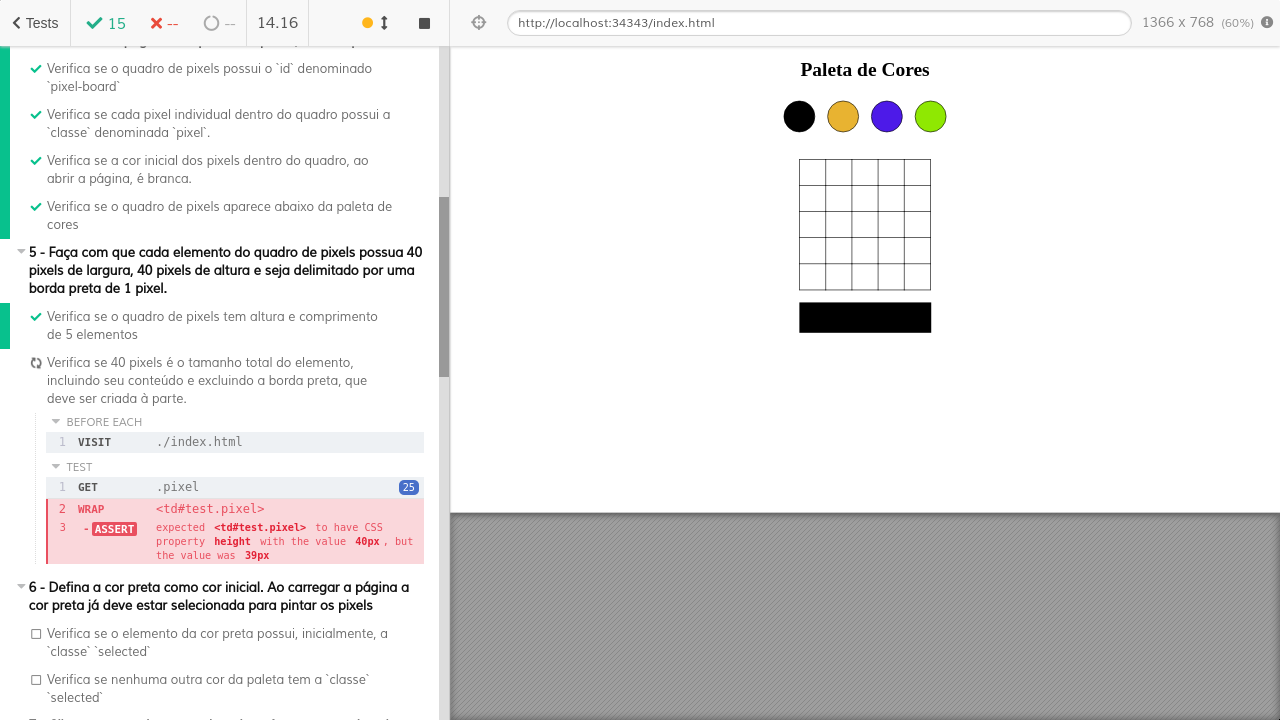 Tests
15
--
--
14.16
http://localhost:34343/index.html
1366 x 768 (60%)
Verifica se o quadro de pixels possui o `id` denominado
`pixel-board`
Verifica se cada pixel individual dentro do quadro possui a
`classe` denominada `pixel`.
Verifica se a cor inicial dos pixels dentro do quadro, ao
abrir a página, é branca.
Verifica se o quadro de pixels aparece abaixo da paleta de
cores
5 - Faça com que cada elemento do quadro de pixels possua 40
pixels de largura, 40 pixels de altura e seja delimitado por uma
borda preta de 1 pixel.
Verifica se o quadro de pixels tem altura e comprimento
de 5 elementos
Verifica se 40 pixels é o tamanho total do elemento,
incluindo seu conteúdo e excluindo a borda preta, que
deve ser criada à parte.
BEFORE EACH
1 VISIT ./index.html
TEST
1 GET .pixel 25
2 WRAP <td#test.pixel>
3 - ASSERT expected <td#test.pixel> to have CSS
property height with the value 40px, but
the value was 39px
6 - Defina a cor preta como cor inicial. Ao carregar a página a
cor preta já deve estar selecionada para pintar os pixels
Verifica se o elemento da cor preta possui, inicialmente, a
`classe` `selected`
Verifica se nenhuma outra cor da paleta tem a `classe`
`selected`
Paleta de Cores